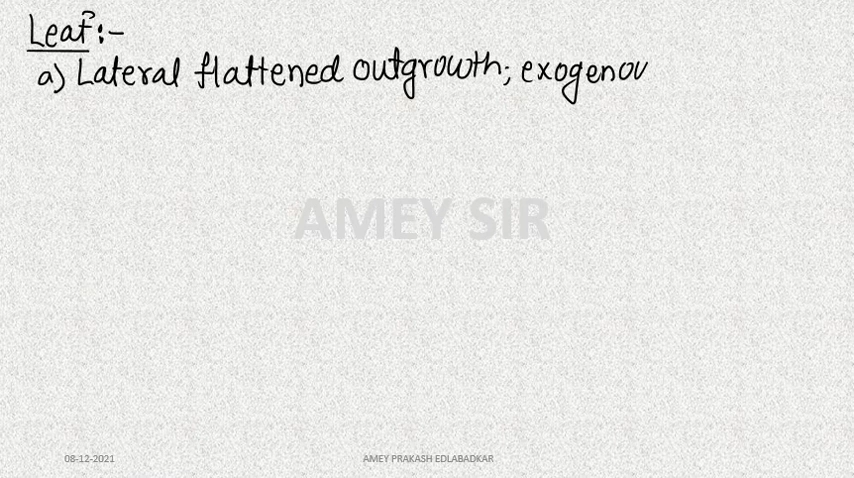 Leaf:-
a) Lateral flattened outgrowth; exogenou
AMEY SIR
08-12-2021
AMEY PRAKASH EDLABADKAR